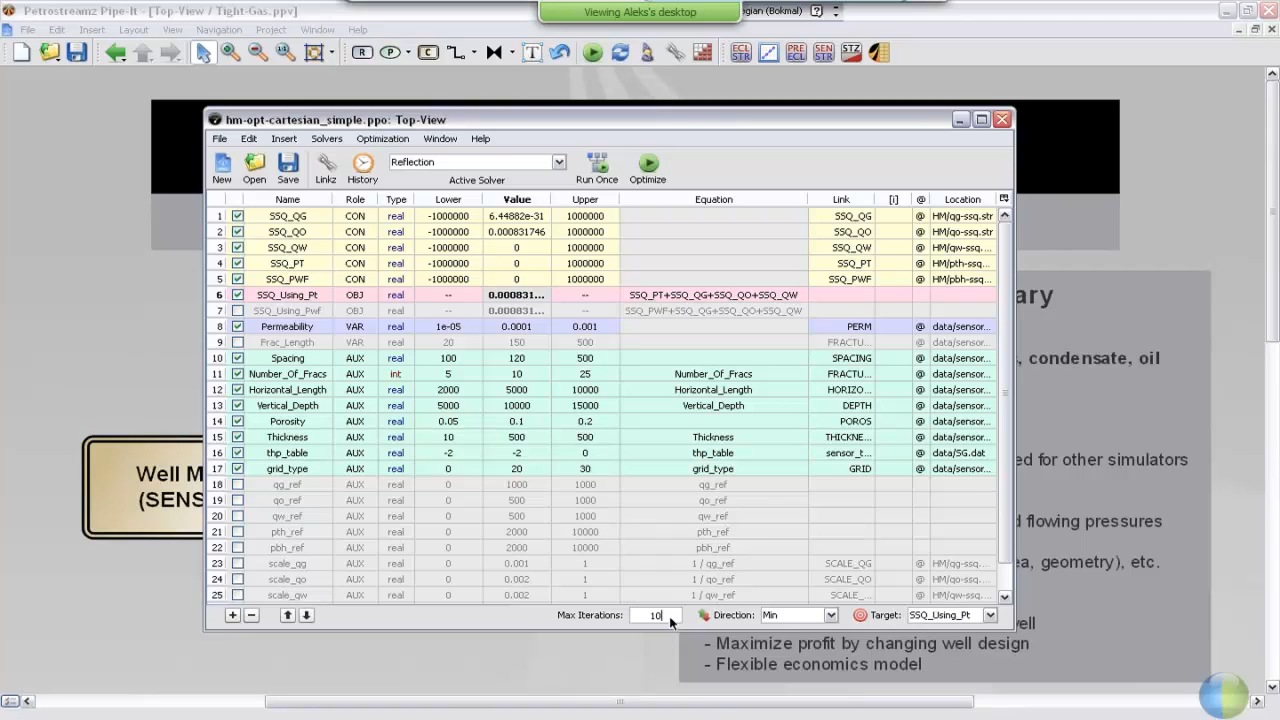 Petrostreamz Pipe-It - [Top-View / Tight-Gas.ppv]
Viewing Aleks's desktop
egian (Bokmal)
File Edit Insert Layout View Navigation Project Window Help
R P C T ECL STR PRE ECL SEN STR STZ
hm-opt-cartesian_simple.ppo: Top-View
File Edit Insert Solvers Optimization Window Help
Reflection
New Open Save Linkz History Active Solver Run Once Optimize
Name Role Type Lower Value Upper Equation Link [i] @ Location
1 SSQ_QG CON real -1000000 6.44882e-31 1000000 SSQ_QG @ HM/qg-ssq.str
2 SSQ_QO CON real -1000000 0.000831746 1000000 SSQ_QO @ HM/qo-ssq.str
3 SSQ_QW CON real -1000000 0 1000000 SSQ_QW @ HM/qw-ssq...
4 SSQ_PT CON real -1000000 0 1000000 SSQ_PT @ HM/pth-ssq...
5 SSQ_PWF CON real -1000000 0 1000000 SSQ_PWF @ HM/pbh-ssq...
6 SSQ_Using_Pt OBJ real -- 0.000831... -- SSQ_PT+SSQ_QG+SSQ_QO+SSQ_QW
7 SSQ_Using_Pwf OBJ real -- 0.000831... -- SSQ_PWF+SSQ_QG+SSQ_QO+SSQ_QW
8 Permeability VAR real 1e-05 0.0001 0.001 PERM @ data/sensor...
9 Frac_Length VAR real 20 150 500 FRACTU... @ data/sensor...
10 Spacing AUX real 100 120 500 SPACING @ data/sensor...
11 Number_Of_Fracs AUX int 5 10 25 Number_Of_Fracs FRACTU... @ data/sensor...
12 Horizontal_Length AUX real 2000 5000 10000 Horizontal_Length HORIZO... @ data/sensor...
13 Vertical_Depth AUX real 5000 10000 15000 Vertical_Depth DEPTH @ data/sensor...
14 Porosity AUX real 0.05 0.1 0.2 POROS @ data/sensor...
15 Thickness AUX real 10 500 500 Thickness THICKNE... @ data/sensor...
16 thp_table AUX real -2 -2 0 thp_table sensor_t... @ data/SG.dat
17 grid_type AUX real 0 20 30 grid_type GRID @ data/sensor...
18 qg_ref AUX real 0 1000 1000 qg_ref
19 qo_ref AUX real 0 500 1000 qo_ref
20 qw_ref AUX real 0 500 1000 qw_ref
21 pth_ref AUX real 0 2000 10000 pth_ref
22 pbh_ref AUX real 0 2000 10000 pbh_ref
23 scale_qg AUX real 0 0.001 1 1 / qg_ref SCALE_QG @ HM/qg-ssq....
24 scale_qo AUX real 0 0.002 1 1 / qo_ref SCALE_QO @ HM/qo-ssq....
25 scale_qw AUX real 0 0.002 1 1 / qw_ref SCALE_... @ HM/qw-ssq...
Max Iterations: 10 Direction: Min Target: SSQ_Using_Pt
Well M
(SENS
ary
, condensate, oil
ed for other simulators
d flowing pressures
ea, geometry), etc.
well
- Maximize profit by changing well design
- Flexible economics model